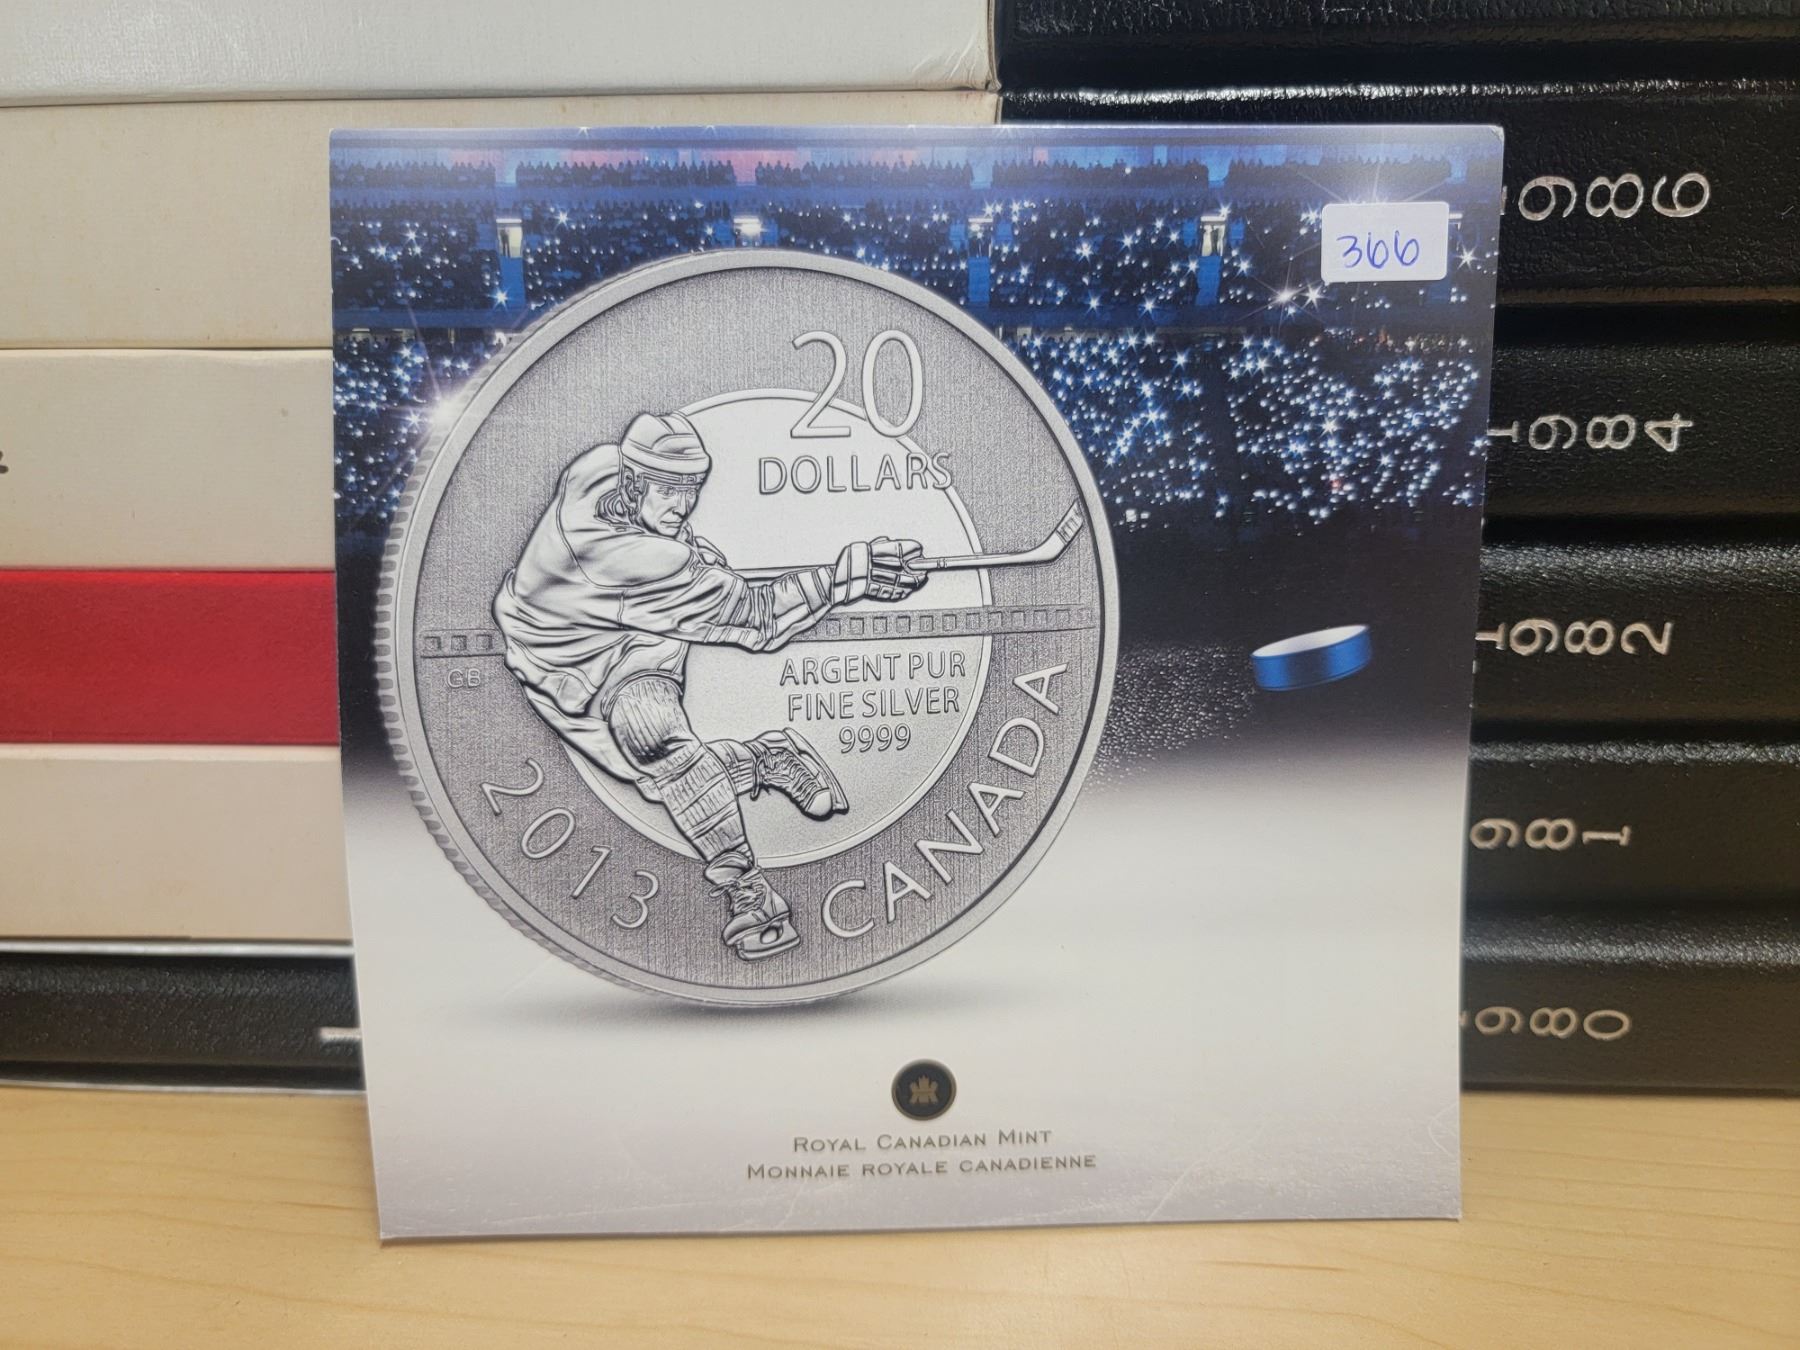 366
20
DOLLARS
ARGENT PUR
FINE SILVER
9999
GB
2013
CANADA
ROYAL CANADIAN MINT
MONNAIE ROYALE CANADIENNE
1986
1984
1982
1981
1980